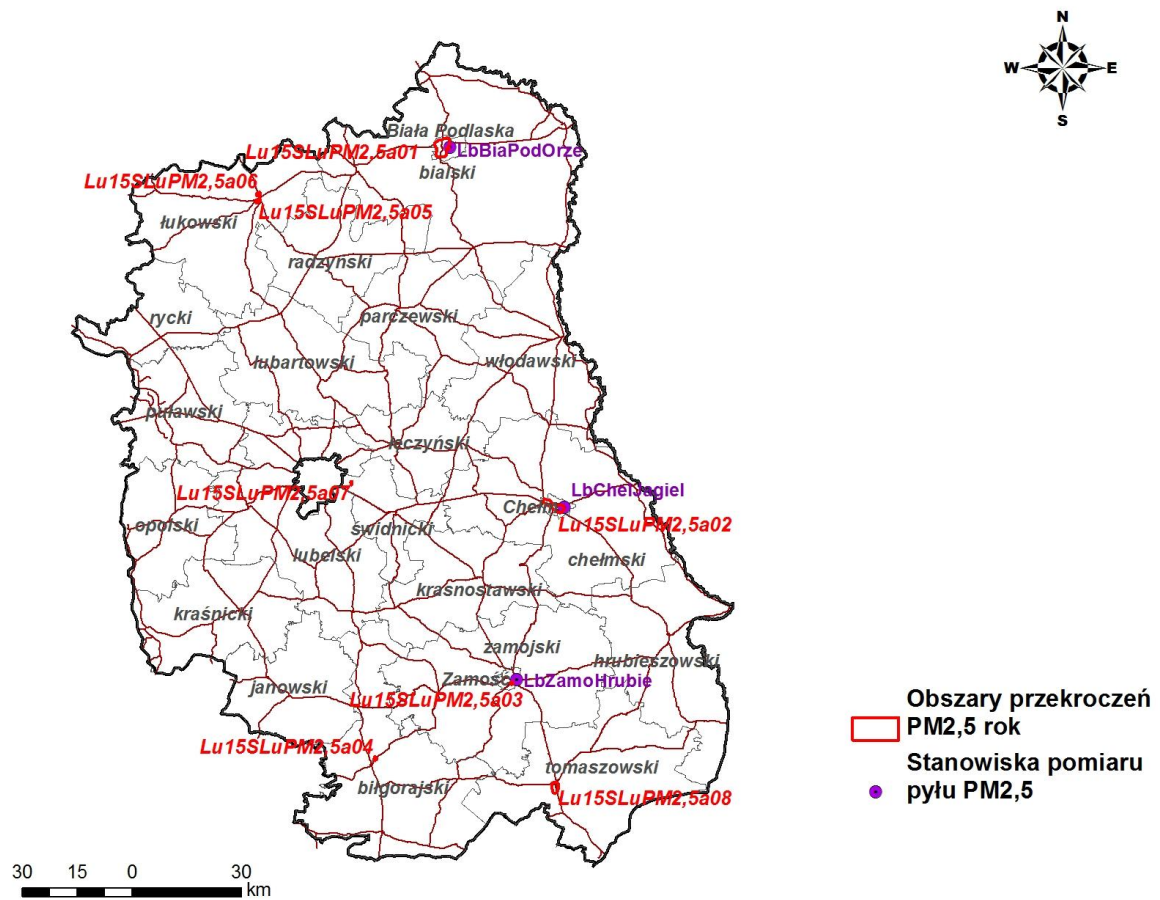 N
W E
S
Biała Podlaska
Lu15SLuPM2,5a01
LbBiaPodOrze
bialski
Lu15SLuPM2,5a06
Lu15SLuPM2,5a05
łukowski
radzyński
rycki
parczewski
lubartowski
włodawski
puławski
łęczyński
LbChelJagiel
Lu15SLuPM2,5a07
Chełm
Lu15SLuPM2,5a02
opolski
świdnicki
lubelski
chełmski
krasnostawski
kraśnicki
zamojski
hrubieszowski
Zamość
LbZamoHrubie
janowski
Lu15SLuPM2,5a03
Lu15SLuPM2,5a04
tomaszowski
biłgorajski
Lu15SLuPM2,5a08
Obszary przekroczeń
PM2,5 rok
Stanowiska pomiaru
pyłu PM2,5
30 15 0 30
km